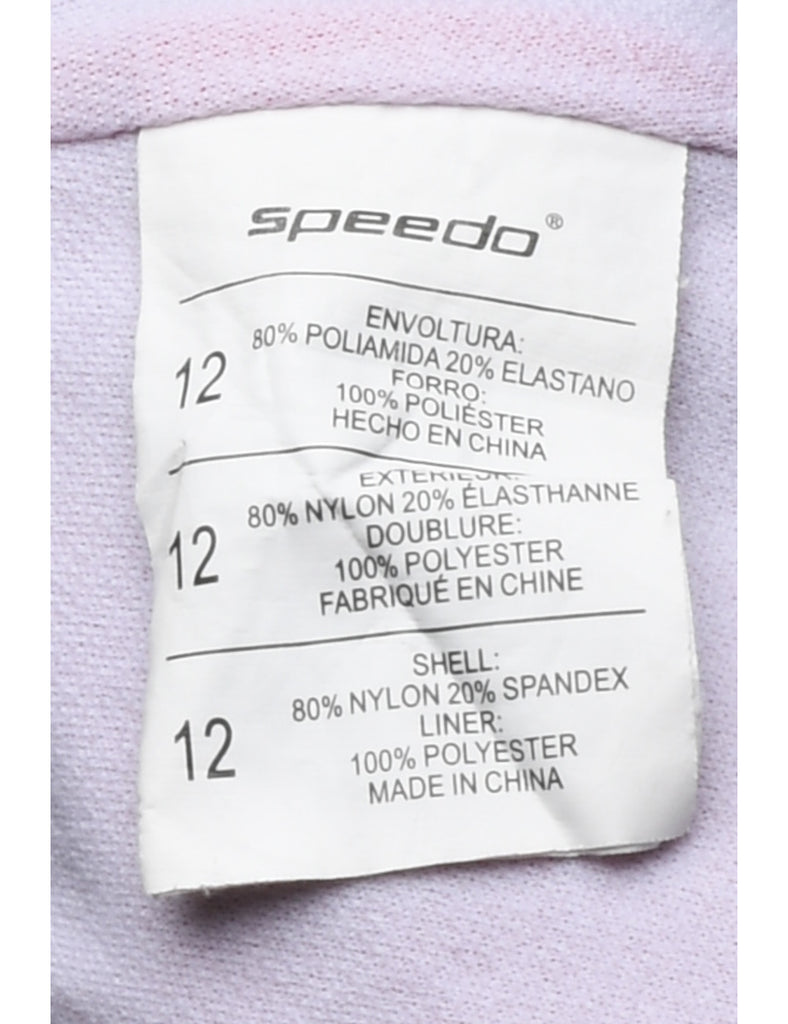 speedo®
12
ENVOLTURA:
80% POLIAMIDA 20% ELASTANO
FORRO:
100% POLIÉSTER
HECHO EN CHINA
12
EXTERIEUR:
80% NYLON 20% ÉLASTHANNE
DOUBLURE:
100% POLYESTER
FABRIQUÉ EN CHINE
12
SHELL:
80% NYLON 20% SPANDEX
LINER:
100% POLYESTER
MADE IN CHINA